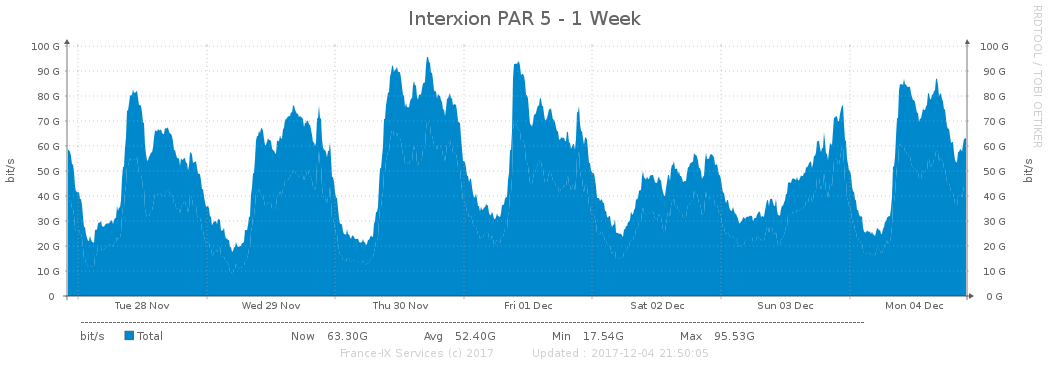 Interxion PAR 5 - 1 Week
RRDTOOL / TOBI OETIKER
100 G 100 G
90 G 90 G
80 G 80 G
70 G 70 G
60 G 60 G
50 G 50 G
40 G 40 G
30 G 30 G
20 G 20 G
10 G 10 G
0 0 G
bit/s
bit/s
Tue 28 Nov Wed 29 Nov Thu 30 Nov Fri 01 Dec Sat 02 Dec Sun 03 Dec Mon 04 Dec
bit/s Total Now 63.30G Avg 52.40G Min 17.54G Max 95.53G
France-IX Services (c) 2017 Updated : 2017-12-04 21:50:05